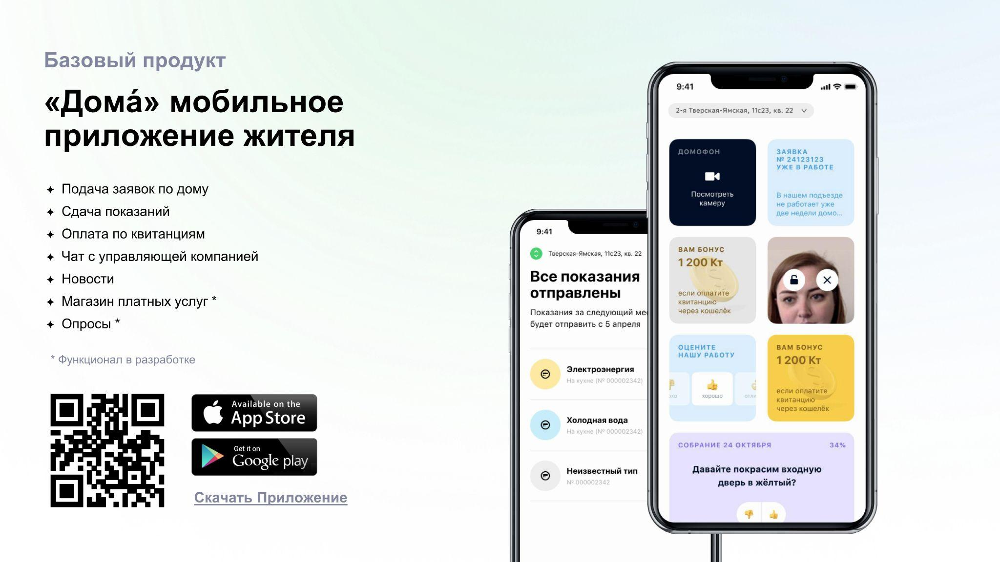 Базовый продукт
«Дома́» мобильное
приложение жителя
✦ Подача заявок по дому
✦ Сдача показаний
✦ Оплата по квитанциям
✦ Чат с управляющей компанией
✦ Новости
✦ Магазин платных услуг *
✦ Опросы *
* Функционал в разработке
Available on the
App Store
Get it on
Google play
Скачать Приложение
9:41
Тверская-Ямская, 11с23, кв. 22
Все показания
отправлены
Показания за следующий
будет отправить с 5 апреля
Электроэнергия
На кухне (№ 000002342)
Холодная вода
На кухне (№ 000002342)
Неизвестный тип
№ 000002342
9:41
2-я Тверская-Ямская, 11с23, кв. 22
ДОМОФОН
Посмотреть
камеру
ЗАЯВКА
№ 24123123
УЖЕ В РАБОТЕ
В нашем подъезде
не работает уже
две недели домо...
ВАМ БОНУС
1 200 Кт
если оплатите
квитанцию
через кошелёк
ОЦЕНИТЕ
НАШУ РАБОТУ
хорошо
ВАМ БОНУС
1 200 Кт
если оплатите
квитанцию
через кошелёк
СОБРАНИЕ 24 ОКТЯБРЯ
34%
Давайте покрасим входную
дверь в жёлтый?